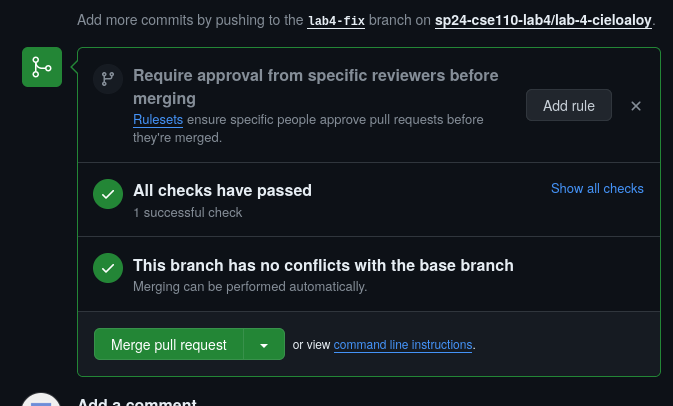 Add more commits by pushing to the lab4-fix branch on sp24-cse110-lab4/lab-4-cieloaloy.
Require approval from specific reviewers before
merging
Rulesets ensure specific people approve pull requests before
they're merged.
Add rule
All checks have passed
1 successful check
Show all checks
This branch has no conflicts with the base branch
Merging can be performed automatically.
Merge pull request
or view command line instructions.
Add a comment